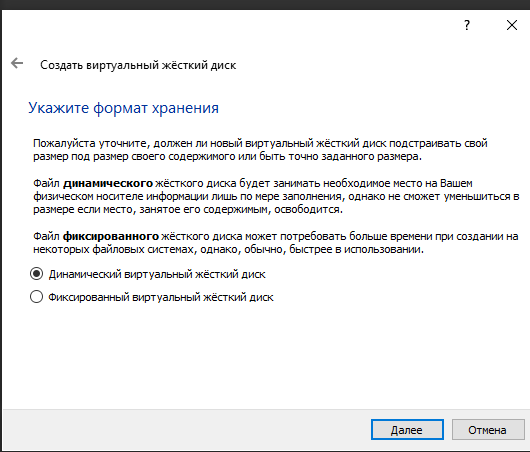 ?
Создать виртуальный жёсткий диск
Укажите формат хранения
Пожалуйста уточните, должен ли новый виртуальный жёсткий диск подстраивать свой
размер под размер своего содержимого или быть точно заданного размера.
Файл динамического жёсткого диска будет занимать необходимое место на Вашем
физическом носителе информации лишь по мере заполнения, однако не сможет уменьшиться в
размере если место, занятое его содержимым, освободится.
Файл фиксированного жёсткого диска может потребовать больше времени при создании на
некоторых файловых системах, однако, обычно, быстрее в использовании.
Динамический виртуальный жёсткий диск
Фиксированный виртуальный жёсткий диск
Далее
Отмена